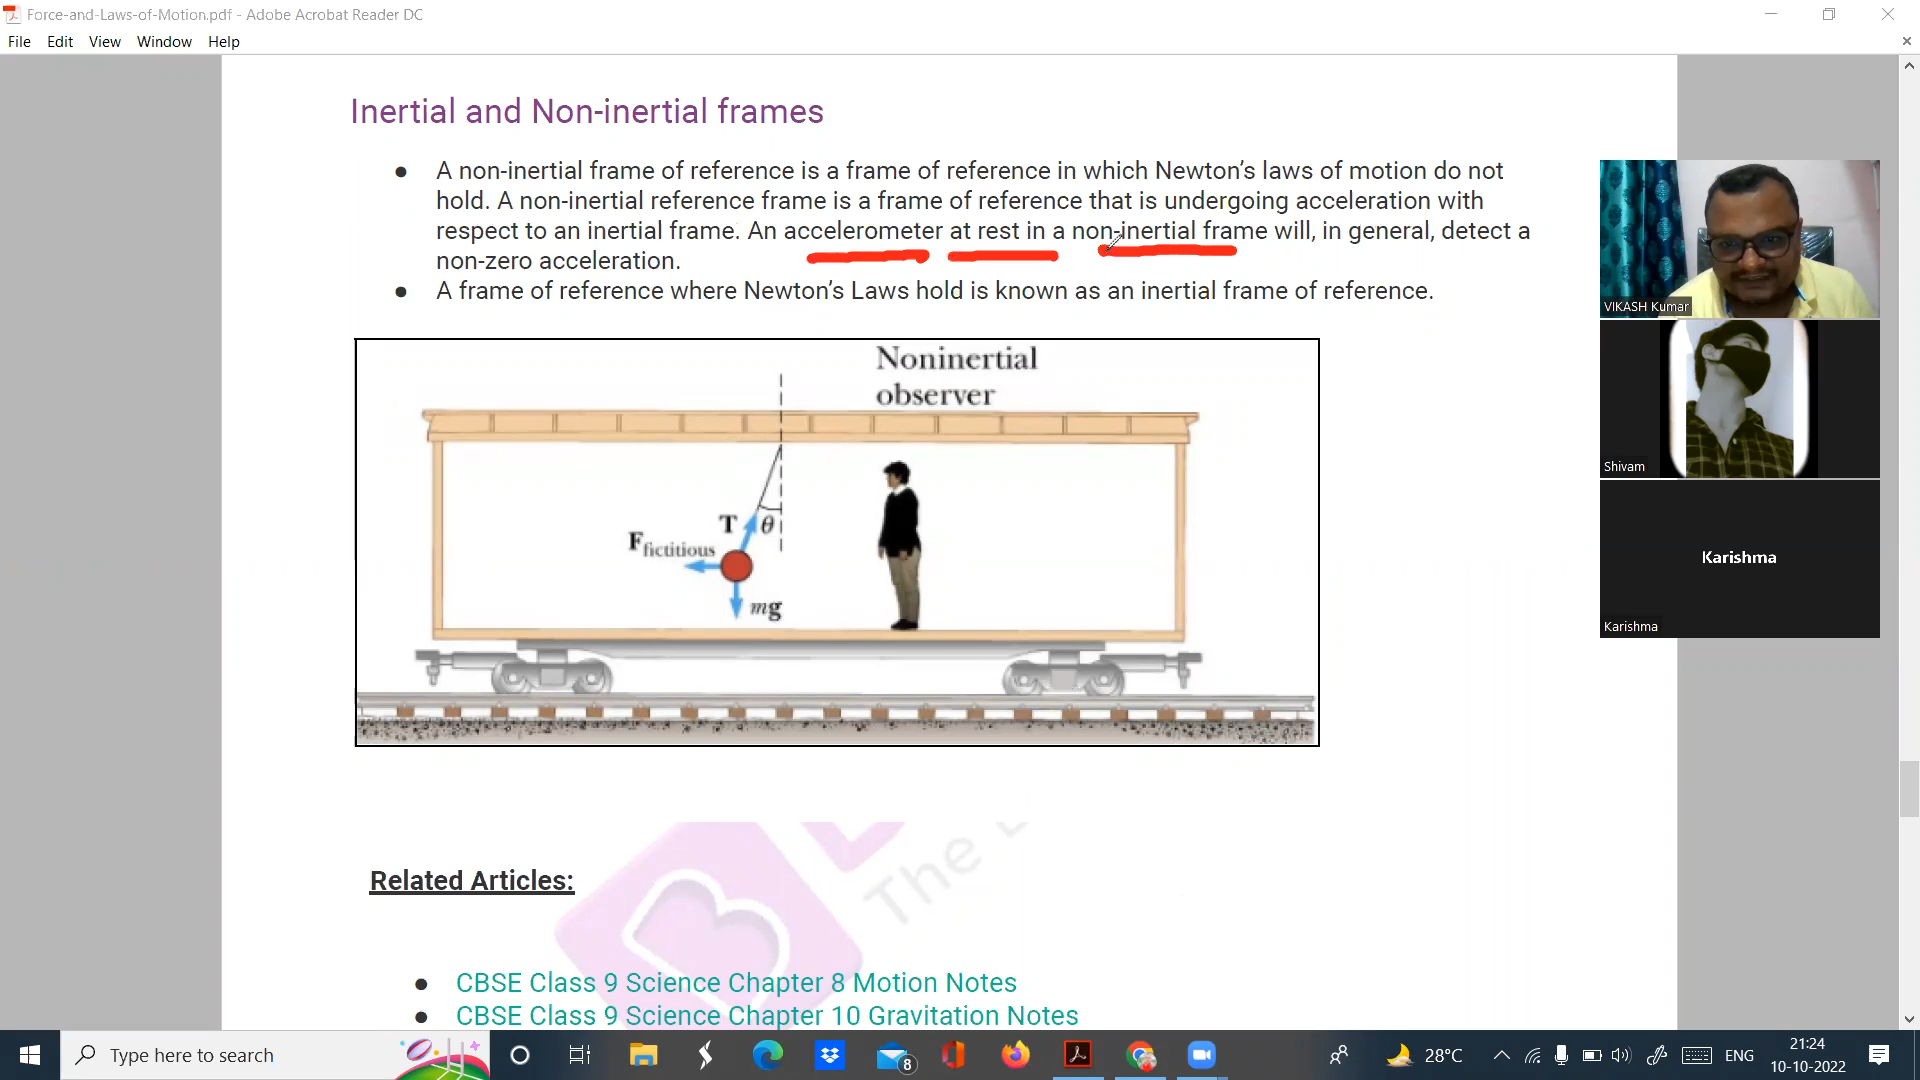 Force-and-Laws-of-Motion.pdf - Adobe Acrobat Reader DC
File Edit View Window Help
Inertial and Non-inertial frames
● A non-inertial frame of reference is a frame of reference in which Newton's laws of motion do not
hold. A non-inertial reference frame is a frame of reference that is undergoing acceleration with
respect to an inertial frame. An accelerometer at rest in a non-inertial frame will, in general, detect a
non-zero acceleration.
● A frame of reference where Newton's Laws hold is known as an inertial frame of reference.
Noninertial
observer
T θ
F fictitious
mg
VIKASH Kumar
Shivam
Karishma
Karishma
The
Related Articles:
● CBSE Class 9 Science Chapter 8 Motion Notes
● CBSE Class 9 Science Chapter 10 Gravitation Notes
Type here to search
8
28°C
ENG
21:24
10-10-2022